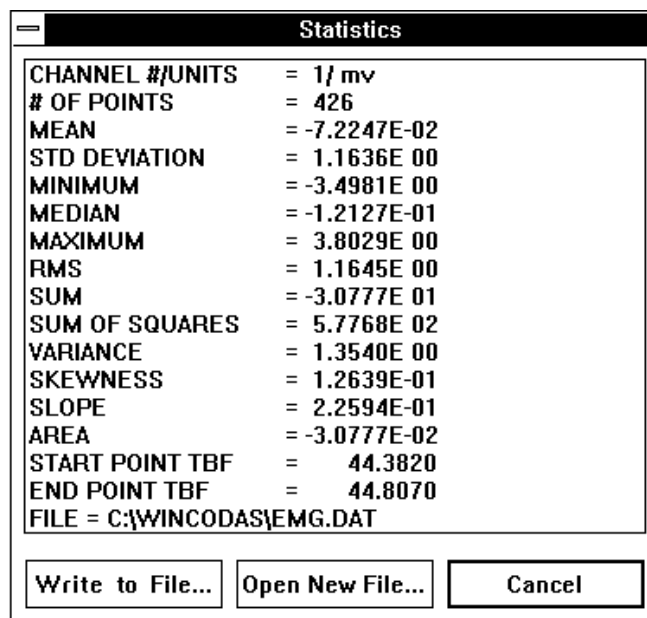 Statistics
CHANNEL #/UNITS = 1/ mv
# OF POINTS = 426
MEAN = -7.2247E-02
STD DEVIATION = 1.1636E 00
MINIMUM = -3.4981E 00
MEDIAN = -1.2127E-01
MAXIMUM = 3.8029E 00
RMS = 1.1645E 00
SUM = -3.0777E 01
SUM OF SQUARES = 5.7768E 02
VARIANCE = 1.3540E 00
SKEWNESS = 1.2639E-01
SLOPE = 2.2594E-01
AREA = -3.0777E-02
START POINT TBF = 44.3820
END POINT TBF = 44.8070
FILE = C:\WINCODAS\EMG.DAT
Write to File... Open New File... Cancel